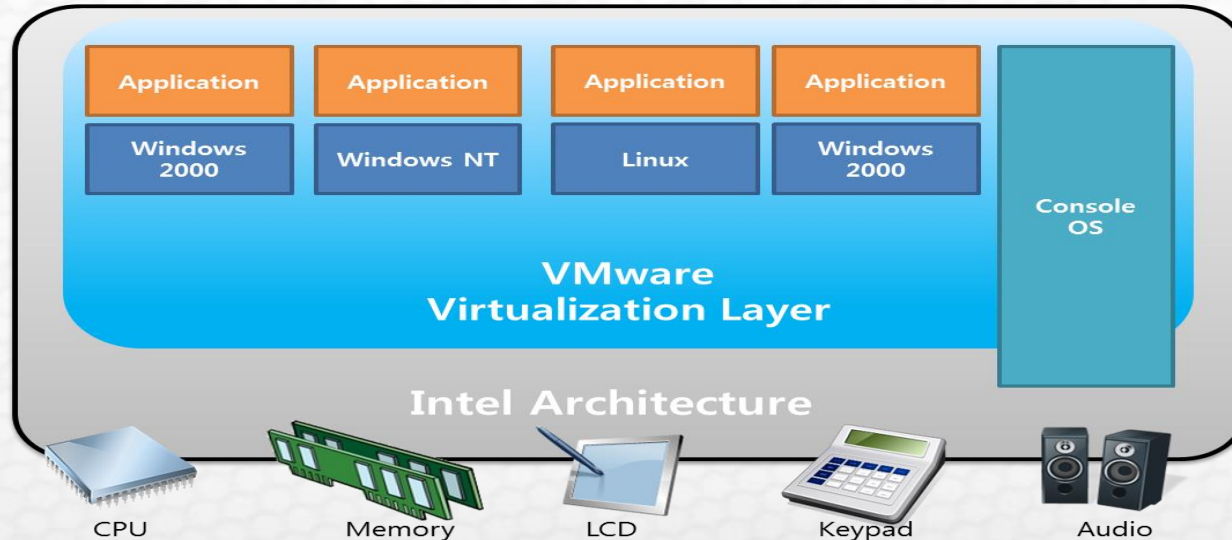 Application
Application
Application
Application
Windows
2000
Windows NT
Linux
Windows
2000
Console
OS
VMware
Virtualization Layer
Intel Architecture
CPU
Memory
LCD
Keypad
Audio